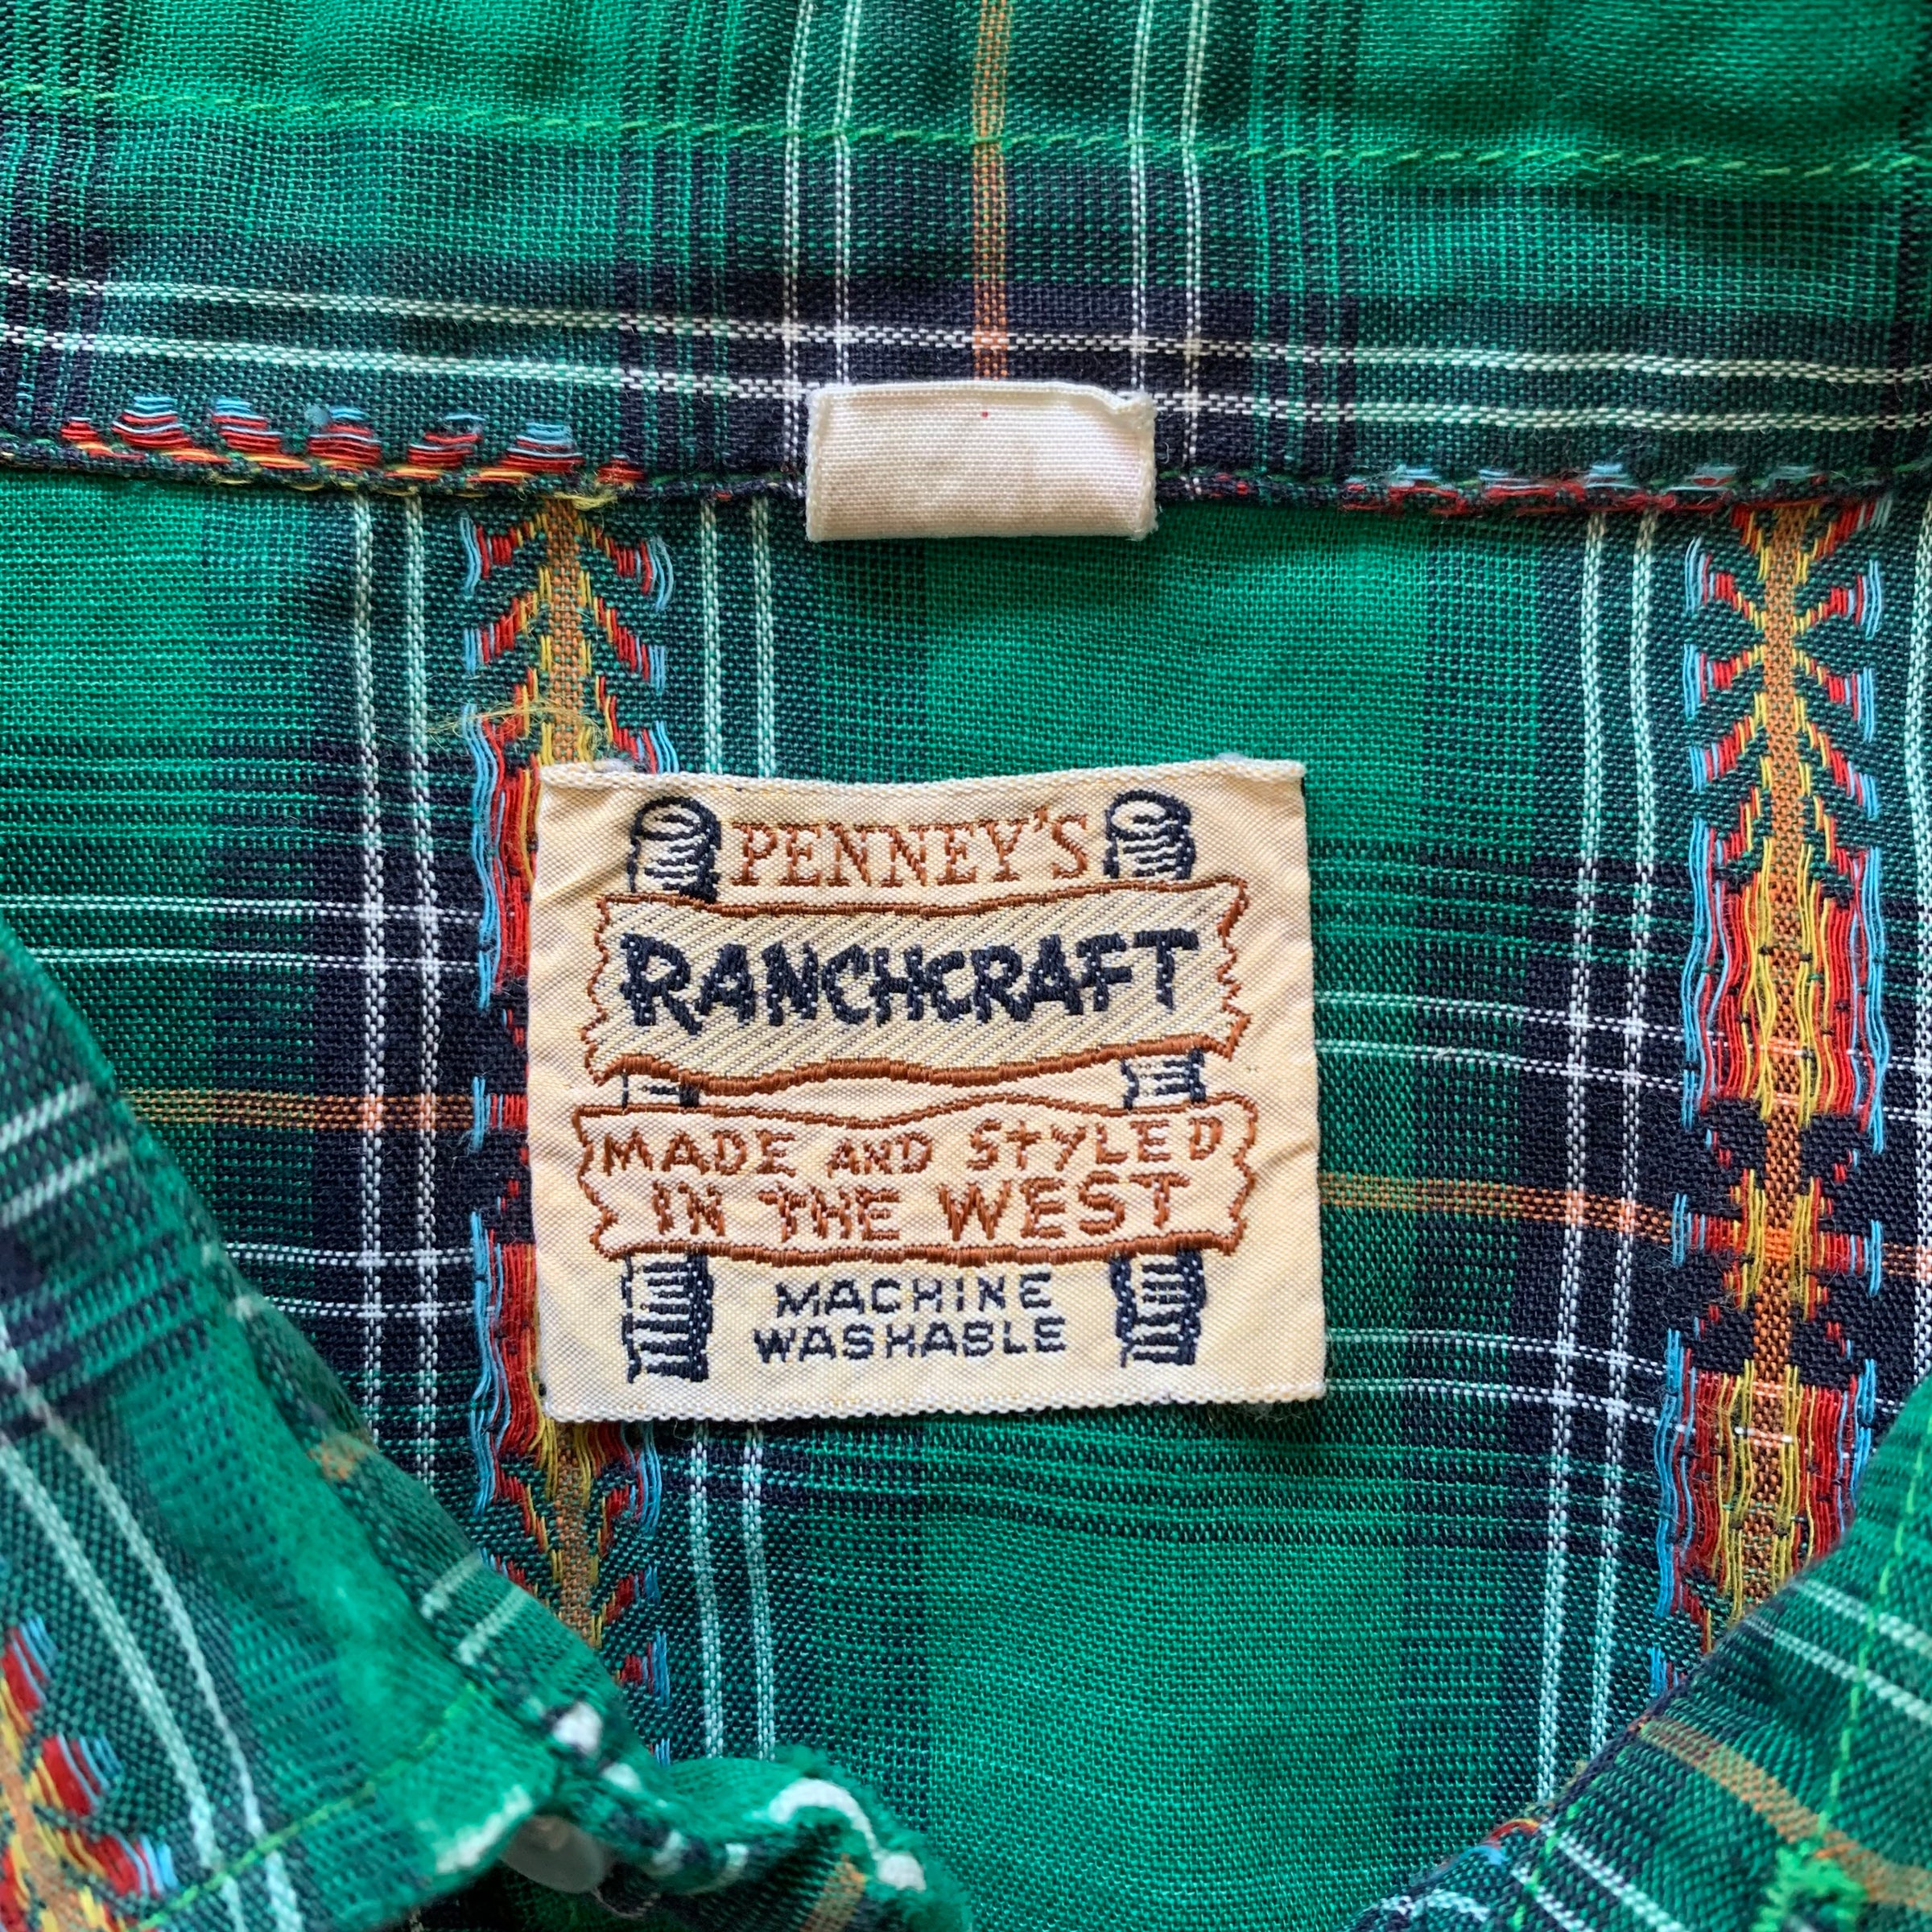 PENNEY'S
RANCHCRAFT
MADE AND STYLED
IN THE WEST
MACHINE
WASHABLE